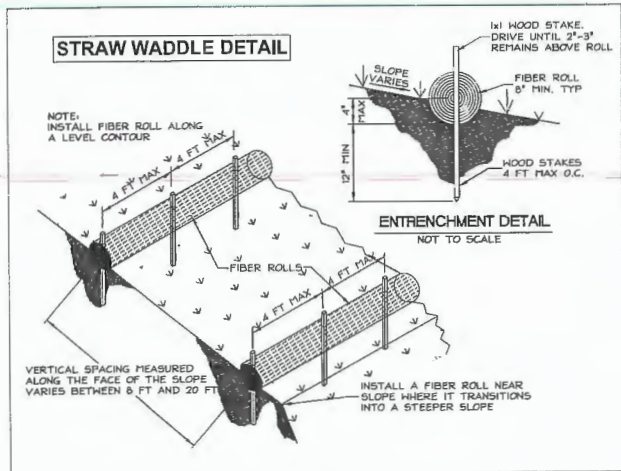 STRAW WADDLE DETAIL
NOTE:
INSTALL FIBER ROLL ALONG
A LEVEL CONTOUR
4 FT MAX
4 FT MAX
FIBER ROLLS
4 FT MAX
4 FT MAX
VERTICAL SPACING MEASURED
ALONG THE FACE OF THE SLOPE
VARIES BETWEEN 8 FT AND 20 FT
INSTALL A FIBER ROLL NEAR
SLOPE WHERE IT TRANSITIONS
INTO A STEEPER SLOPE
1x1 WOOD STAKE.
DRIVE UNTIL 2"-3"
REMAINS ABOVE ROLL
SLOPE
VARIES
FIBER ROLL
8" MIN. TYP
4"
MAX
12" MIN
WOOD STAKES
4 FT MAX O.C.
ENTRENCHMENT DETAIL
NOT TO SCALE